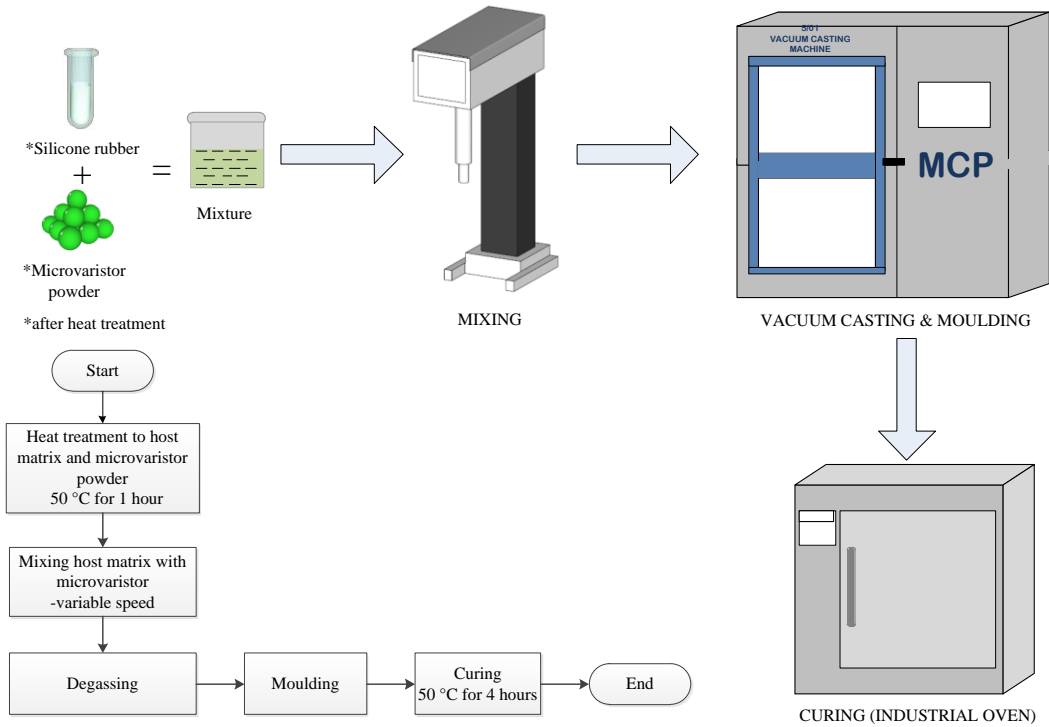 *Silicone rubber
+
=
*Microvaristor
powder
*after heat treatment
Mixture
MIXING
5/01
VACUUM CASTING
MACHINE
MCP
VACUUM CASTING & MOULDING
CURING (INDUSTRIAL OVEN)
Start
Heat treatment to host
matrix and microvaristor
powder
50 °C for 1 hour
Mixing host matrix with
microvaristor
-variable speed
Degassing
Moulding
Curing
50 °C for 4 hours
End